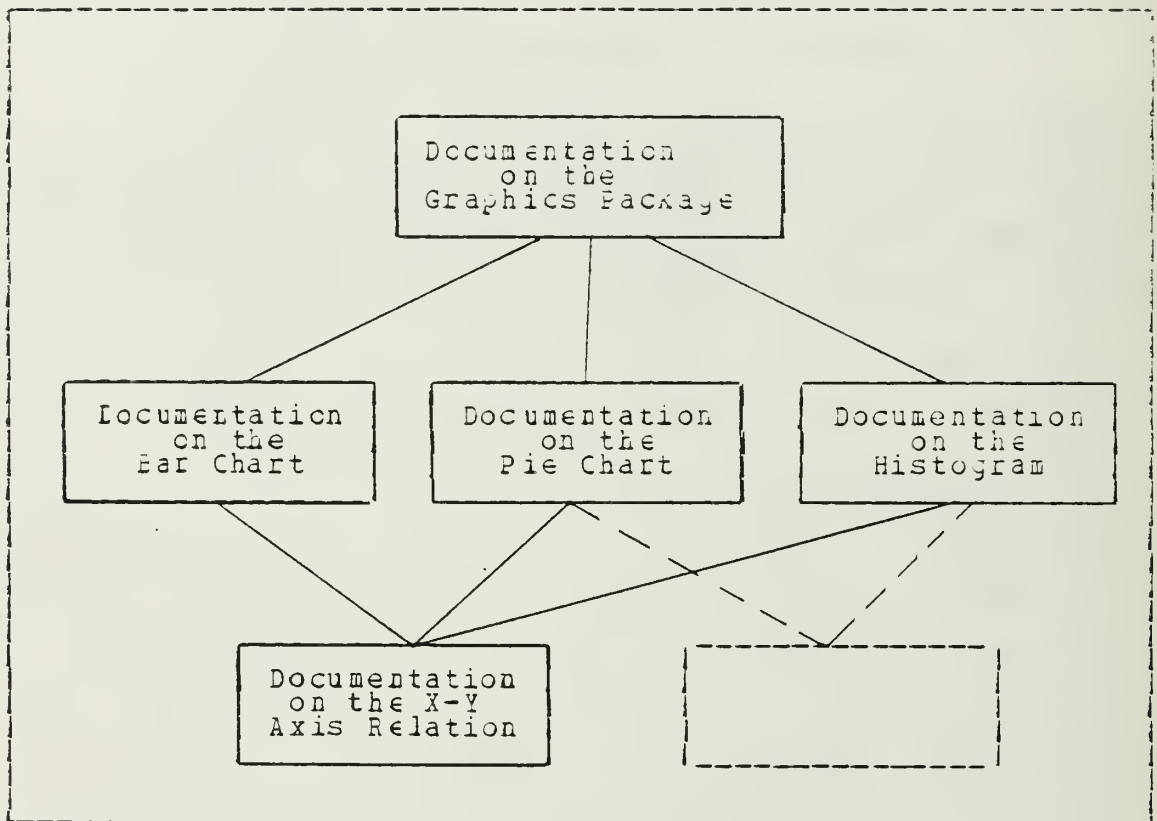 Documentation
on the
Graphics Package
Documentation
on the
Bar Chart
Documentation
on the
Pie Chart
Documentation
on the
Histogram
Documentation
on the X-Y
Axis Relation